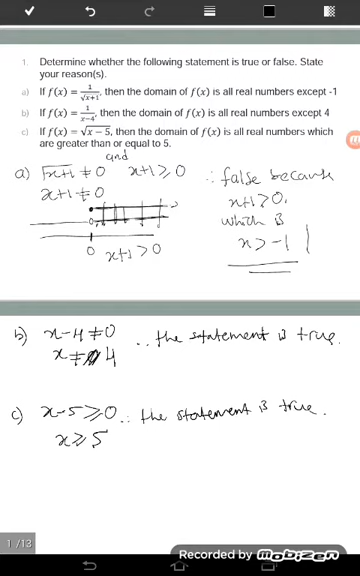 1. Determine whether the following statement is true or false. State
your reason(s).
a) If f(x) = 1/√(x+1), then the domain of f(x) is all real numbers except -1
b) If f(x) = 1/(x−4), then the domain of f(x) is all real numbers except 4
c) If f(x) = √(x − 5), then the domain of f(x) is all real numbers which
are greater than or equal to 5.
a) √(x+1) ≠ 0 and x+1 ≥ 0 ∴ false because
x+1 ≠ 0 x+1 > 0,
which is
0 x+1 > 0 x > -1
b) x-4 ≠ 0 ∴ the statement is true.
x ≠ 4
c) x-5 ≥ 0 ∴ the statement is true.
x ≥ 5
1 / 13
Recorded by mobizen